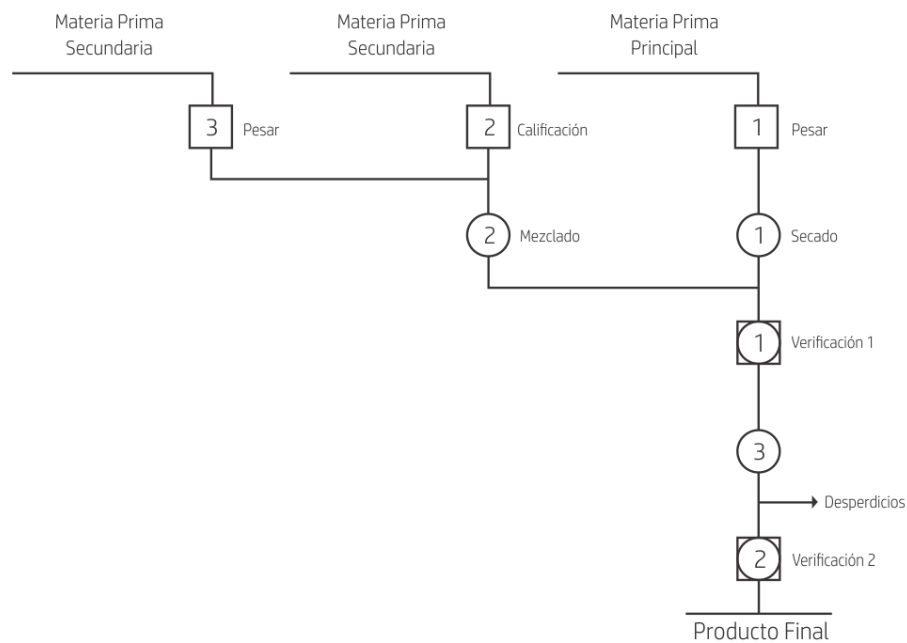 Materia Prima
Secundaria
Materia Prima
Secundaria
Materia Prima
Principal
3 Pesar
2 Calificación
1 Pesar
2 Mezclado
1 Secado
1 Verificación 1
3
Desperdicios
2 Verificación 2
Producto Final